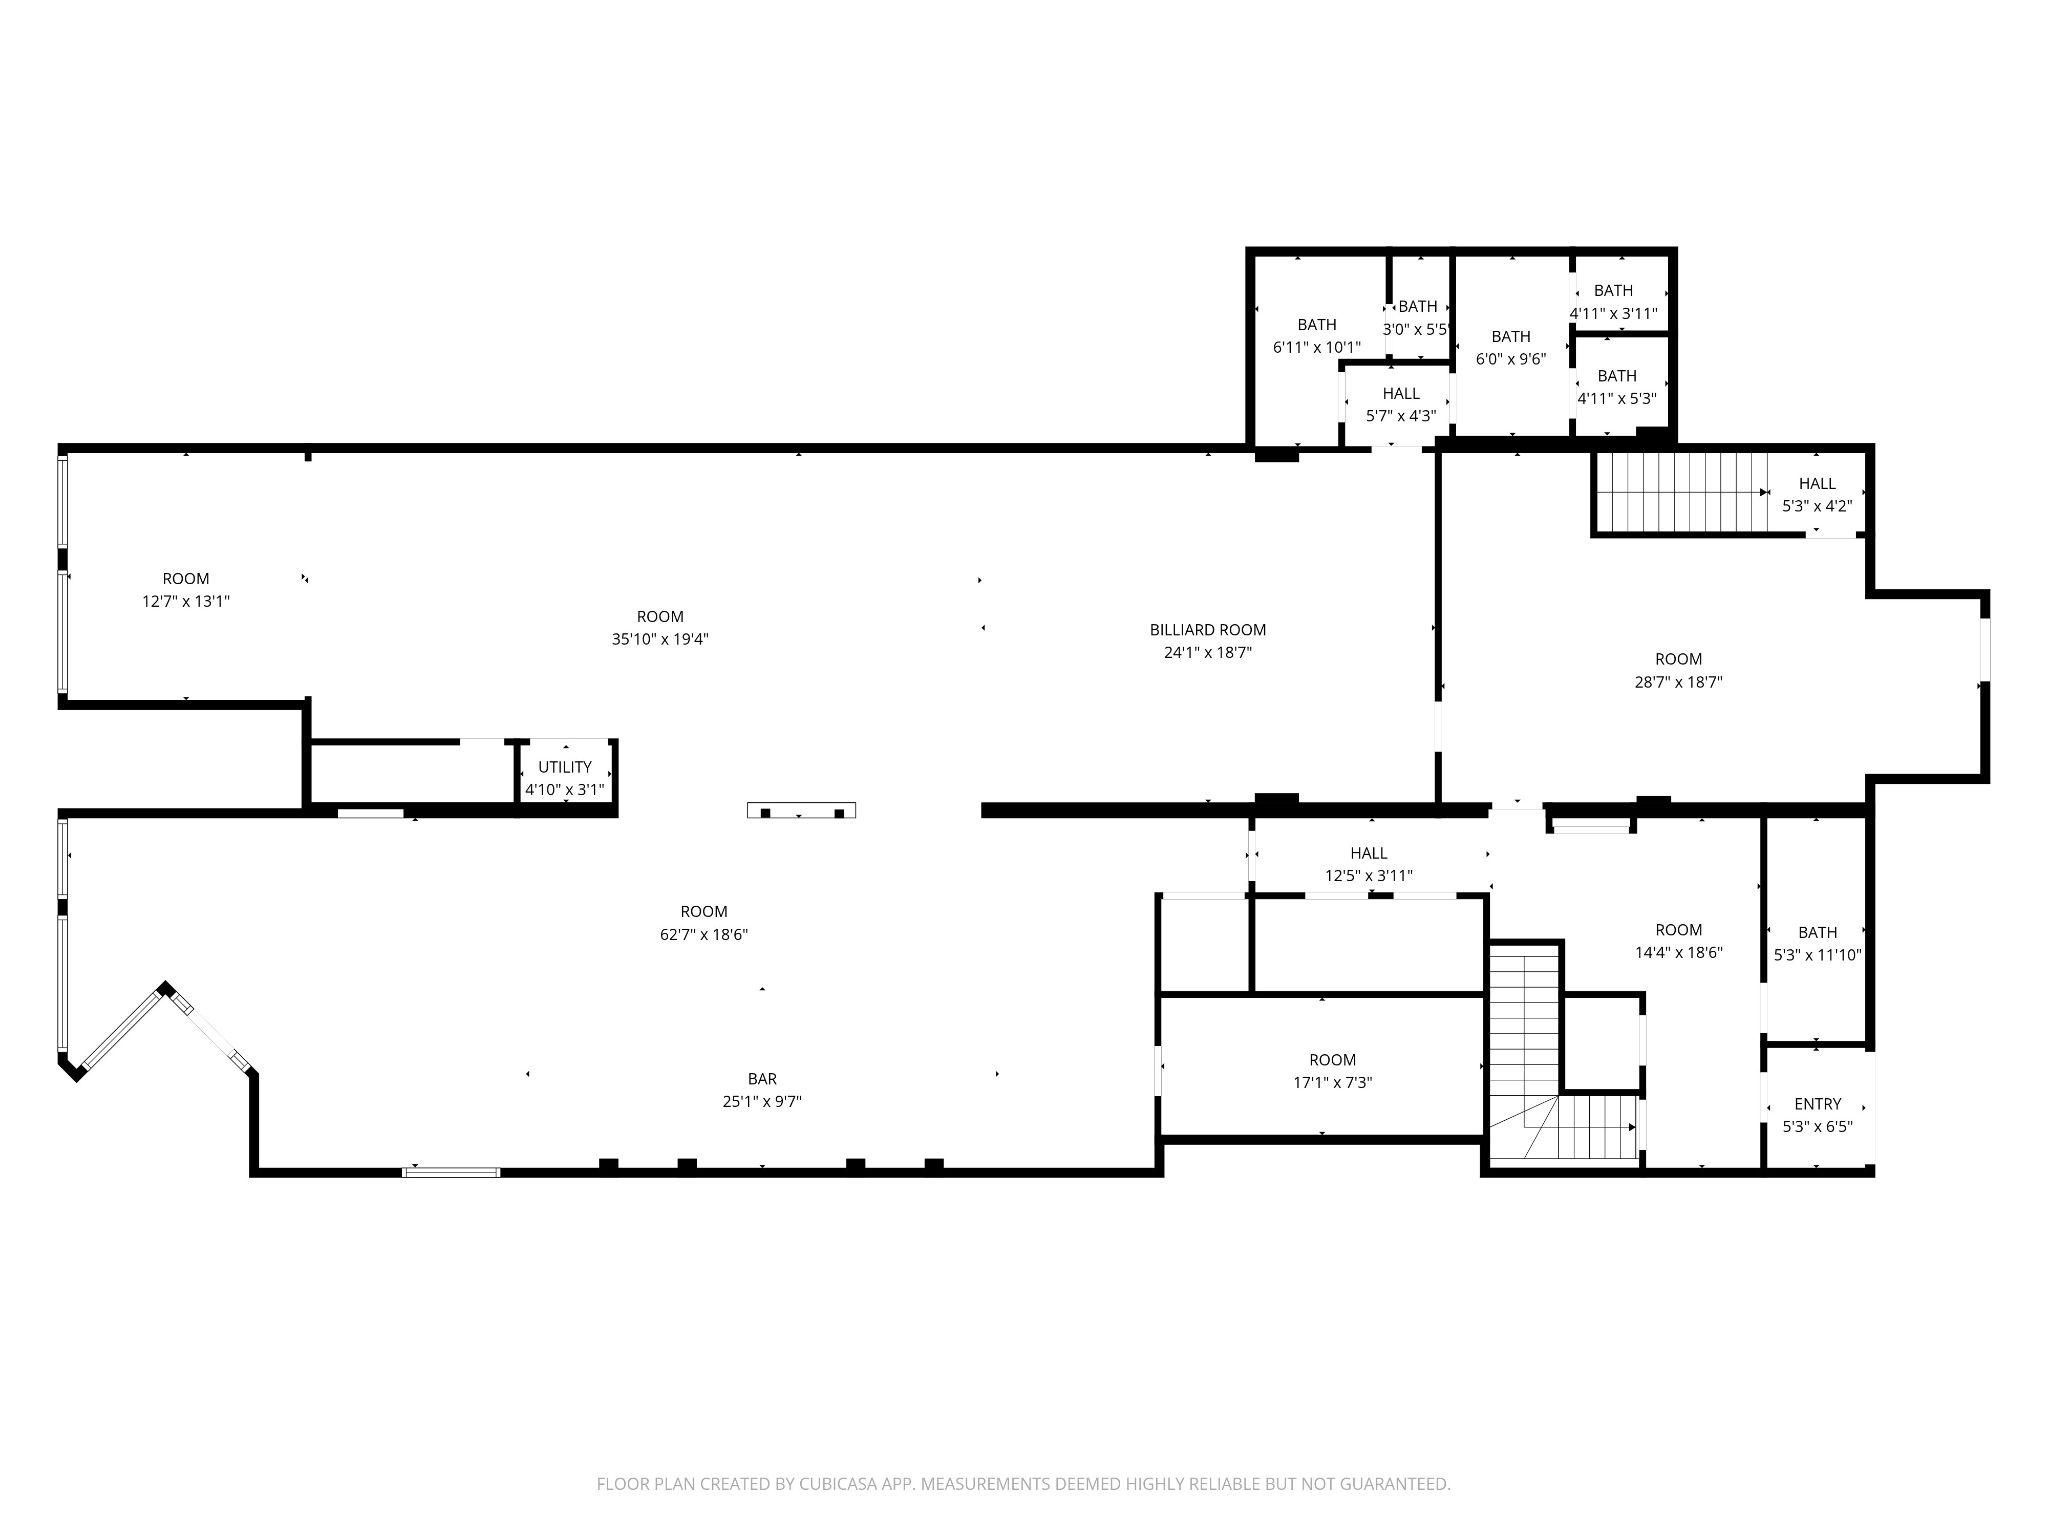 BATH
4'11" x 3'11"
BATH
3'0" x 5'5"
BATH
6'11" x 10'1"
BATH
6'0" x 9'6"
BATH
4'11" x 5'3"
HALL
5'7" x 4'3"
HALL
5'3" x 4'2"
ROOM
12'7" x 13'1"
ROOM
35'10" x 19'4"
BILLIARD ROOM
24'1" x 18'7"
ROOM
28'7" x 18'7"
UTILITY
4'10" x 3'1"
HALL
12'5" x 3'11"
ROOM
62'7" x 18'6"
ROOM
14'4" x 18'6"
BATH
5'3" x 11'10"
ROOM
17'1" x 7'3"
BAR
25'1" x 9'7"
ENTRY
5'3" x 6'5"
FLOOR PLAN CREATED BY CUBICASA APP. MEASUREMENTS DEEMED HIGHLY RELIABLE BUT NOT GUARANTEED.